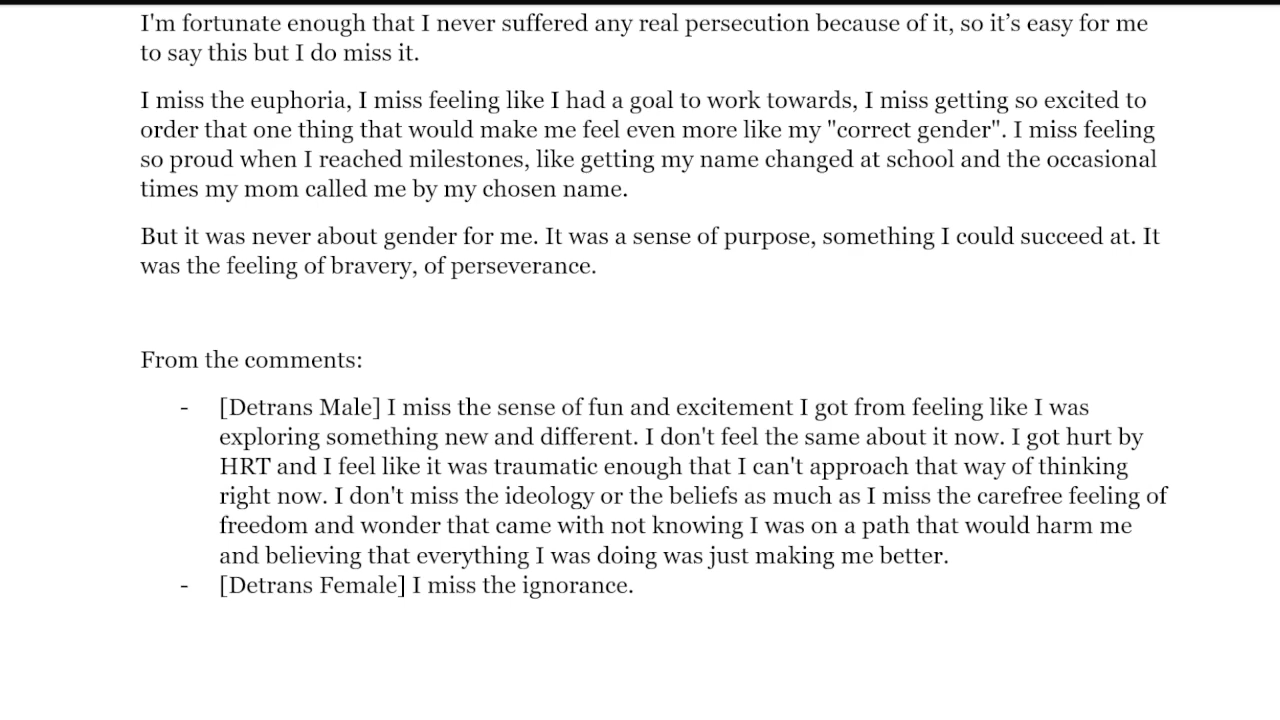 I'm fortunate enough that I never suffered any real persecution because of it, so it’s easy for me
to say this but I do miss it.
I miss the euphoria, I miss feeling like I had a goal to work towards, I miss getting so excited to
order that one thing that would make me feel even more like my "correct gender". I miss feeling
so proud when I reached milestones, like getting my name changed at school and the occasional
times my mom called me by my chosen name.
But it was never about gender for me. It was a sense of purpose, something I could succeed at. It
was the feeling of bravery, of perseverance.
From the comments:
- [Detrans Male] I miss the sense of fun and excitement I got from feeling like I was
exploring something new and different. I don't feel the same about it now. I got hurt by
HRT and I feel like it was traumatic enough that I can't approach that way of thinking
right now. I don't miss the ideology or the beliefs as much as I miss the carefree feeling of
freedom and wonder that came with not knowing I was on a path that would harm me
and believing that everything I was doing was just making me better.
- [Detrans Female] I miss the ignorance.